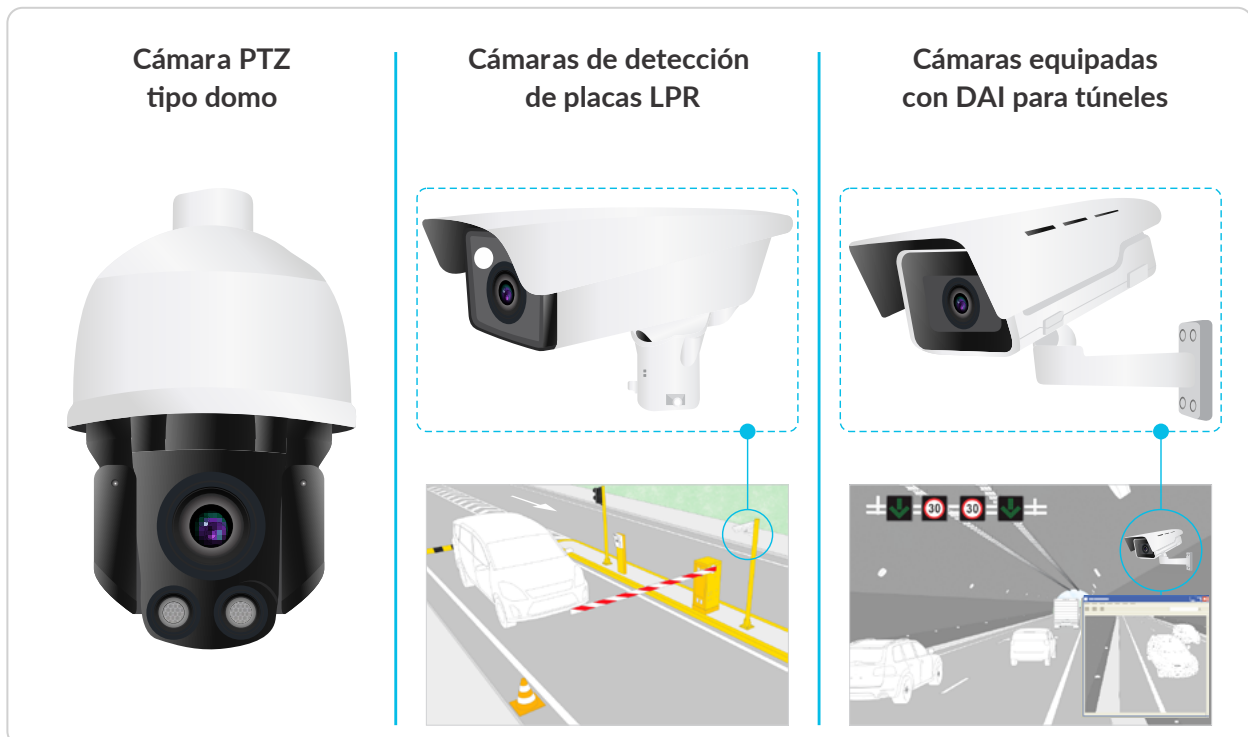 Cámara PTZ
tipo domo
Cámaras de detección
de placas LPR
Cámaras equipadas
con DAI para túneles
30
30